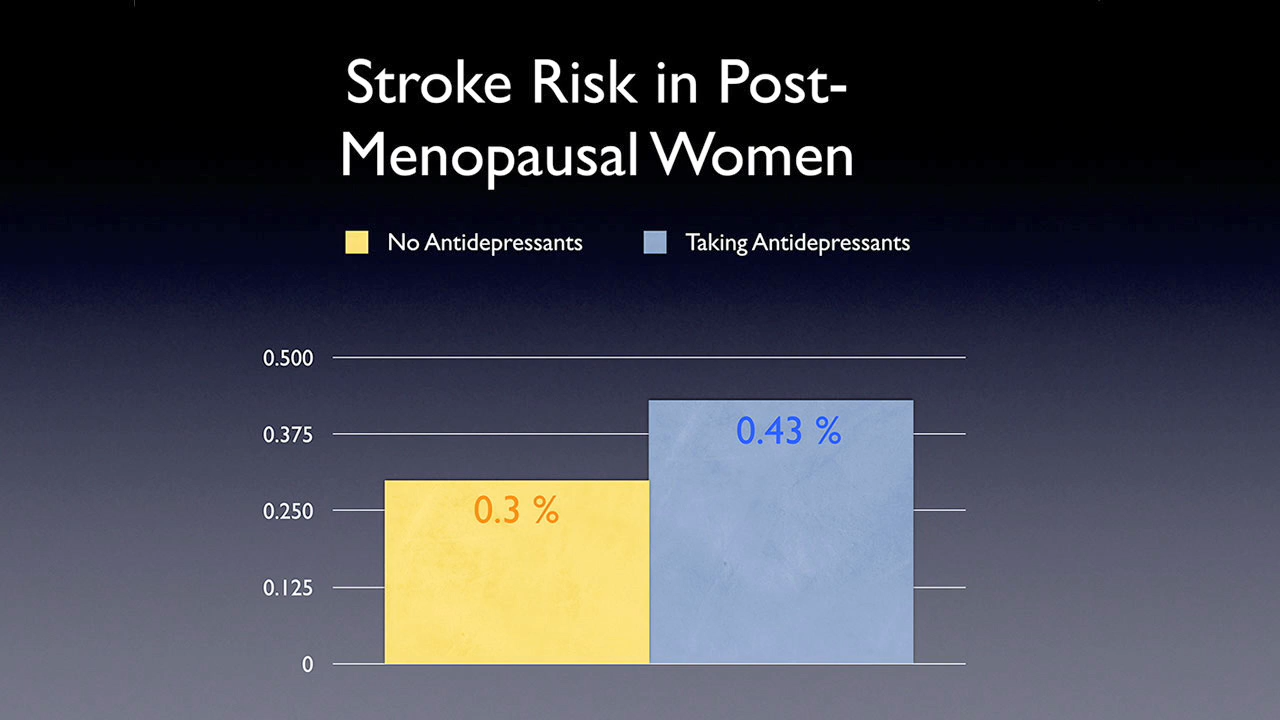 Stroke Risk in Post-
Menopausal Women
No Antidepressants
Taking Antidepressants
0.500
0.375
0.43 %
0.250
0.3 %
0.125
0